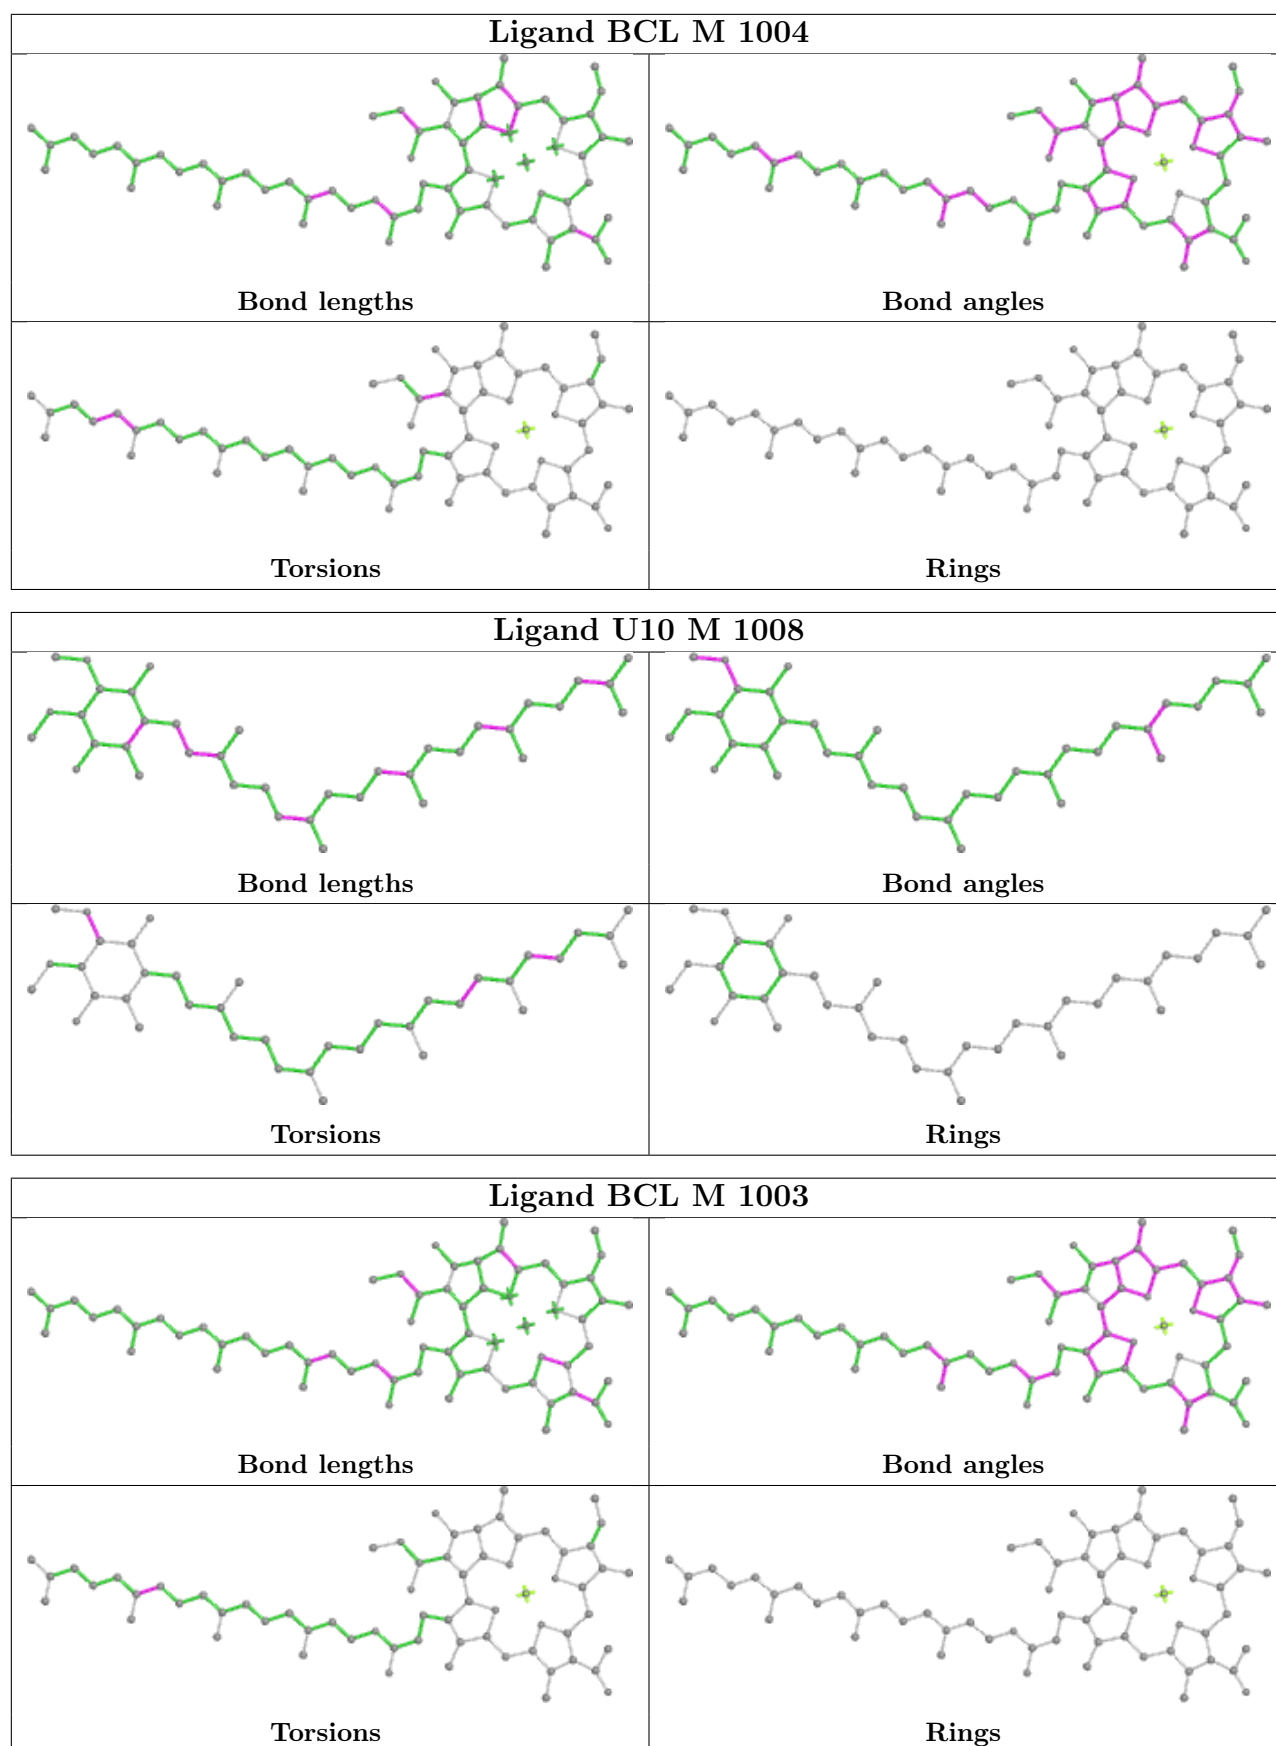 Ligand BCL M 1004
Bond lengths
Bond angles
Torsions
Rings
Ligand U10 M 1008
Bond lengths
Bond angles
Torsions
Rings
Ligand BCL M 1003
Bond lengths
Bond angles
Torsions
Rings